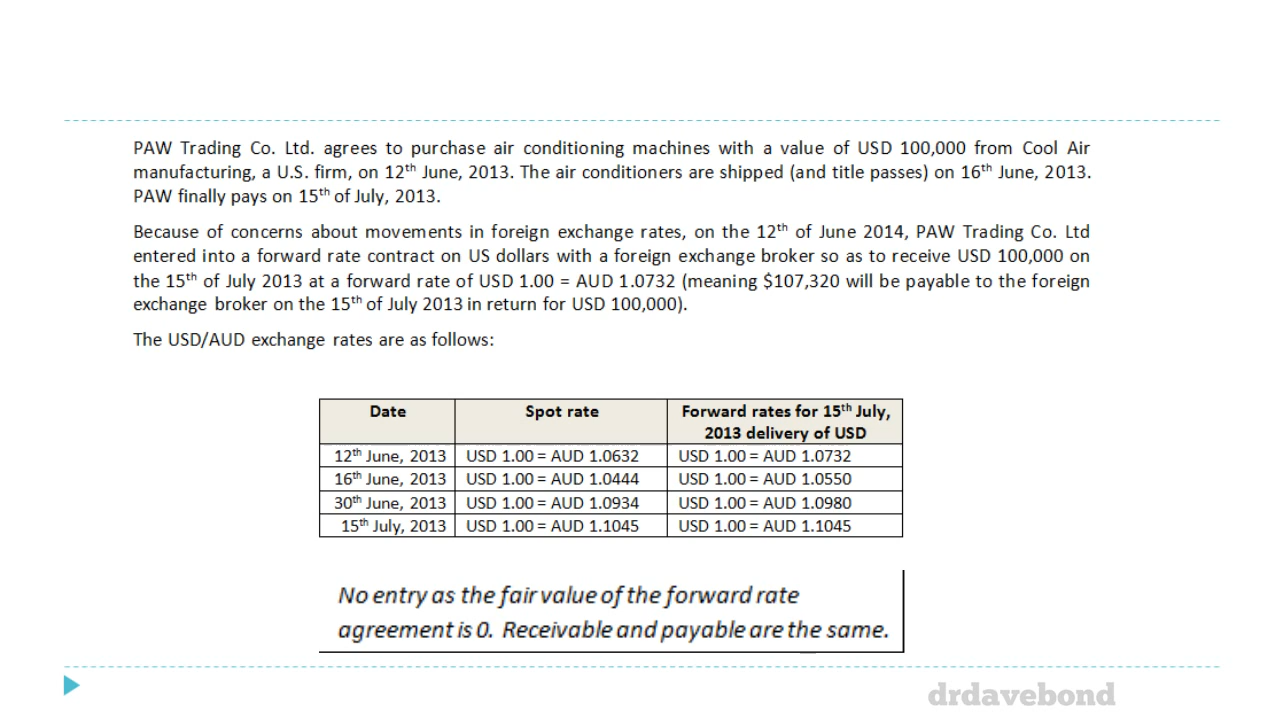 PAW Trading Co. Ltd. agrees to purchase air conditioning machines with a value of USD 100,000 from Cool Air
manufacturing, a U.S. firm, on 12th June, 2013. The air conditioners are shipped (and title passes) on 16th June, 2013.
PAW finally pays on 15th of July, 2013.
Because of concerns about movements in foreign exchange rates, on the 12th of June 2014, PAW Trading Co. Ltd
entered into a forward rate contract on US dollars with a foreign exchange broker so as to receive USD 100,000 on
the 15th of July 2013 at a forward rate of USD 1.00 = AUD 1.0732 (meaning $107,320 will be payable to the foreign
exchange broker on the 15th of July 2013 in return for USD 100,000).
The USD/AUD exchange rates are as follows:
Date Spot rate Forward rates for 15th July,
2013 delivery of USD
12th June, 2013 USD 1.00 = AUD 1.0632 USD 1.00 = AUD 1.0732
16th June, 2013 USD 1.00 = AUD 1.0444 USD 1.00 = AUD 1.0550
30th June, 2013 USD 1.00 = AUD 1.0934 USD 1.00 = AUD 1.0980
15th July, 2013 USD 1.00 = AUD 1.1045 USD 1.00 = AUD 1.1045
No entry as the fair value of the forward rate
agreement is 0. Receivable and payable are the same.
drdavebond